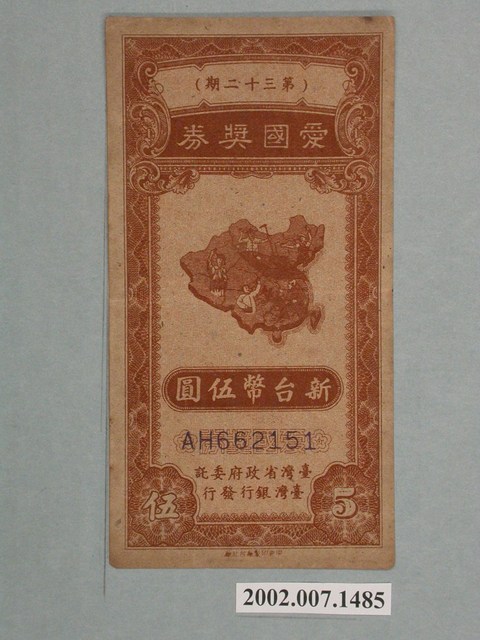 （第三十二期）
愛國獎券
新台幣伍圓
AH662151
臺灣省政府委託
臺灣銀行發行
伍 5
2002.007.1485